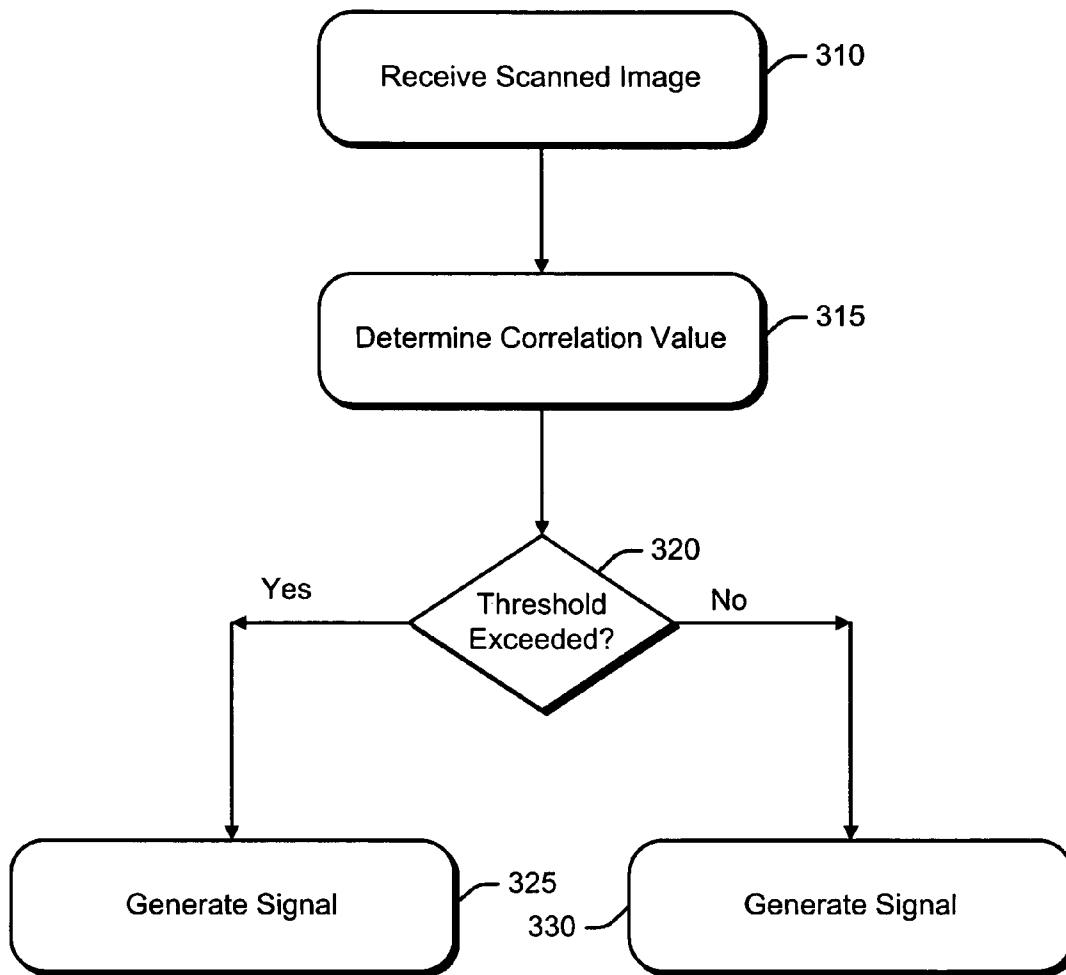 Receive Scanned Image
310
Determine Correlation Value
315
320
Yes
Threshold
Exceeded?
No
Generate Signal
325
330
Generate Signal